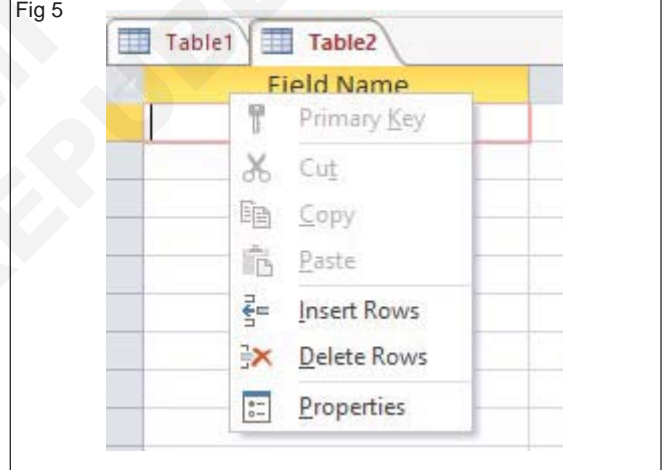 Fig 5
Table1 Table2
Field Name
Primary Key
Cut
Copy
Paste
Insert Rows
Delete Rows
Properties